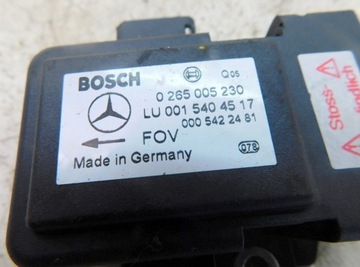 BOSCH
Q05
0 265 005 230
LU 001 540 45 17
000 542 24 81
FOV
Made in Germany
078
Stoss-